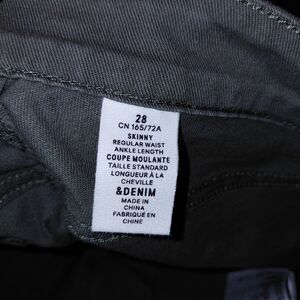 28
CN 165/72A
SKINNY
REGULAR WAIST
ANKLE LENGTH
COUPE MOULANTE
TAILLE STANDARD
LONGUEUR À LA
CHEVILLE
&DENIM
MADE IN
CHINA
FABRIQUÉ EN
CHINE